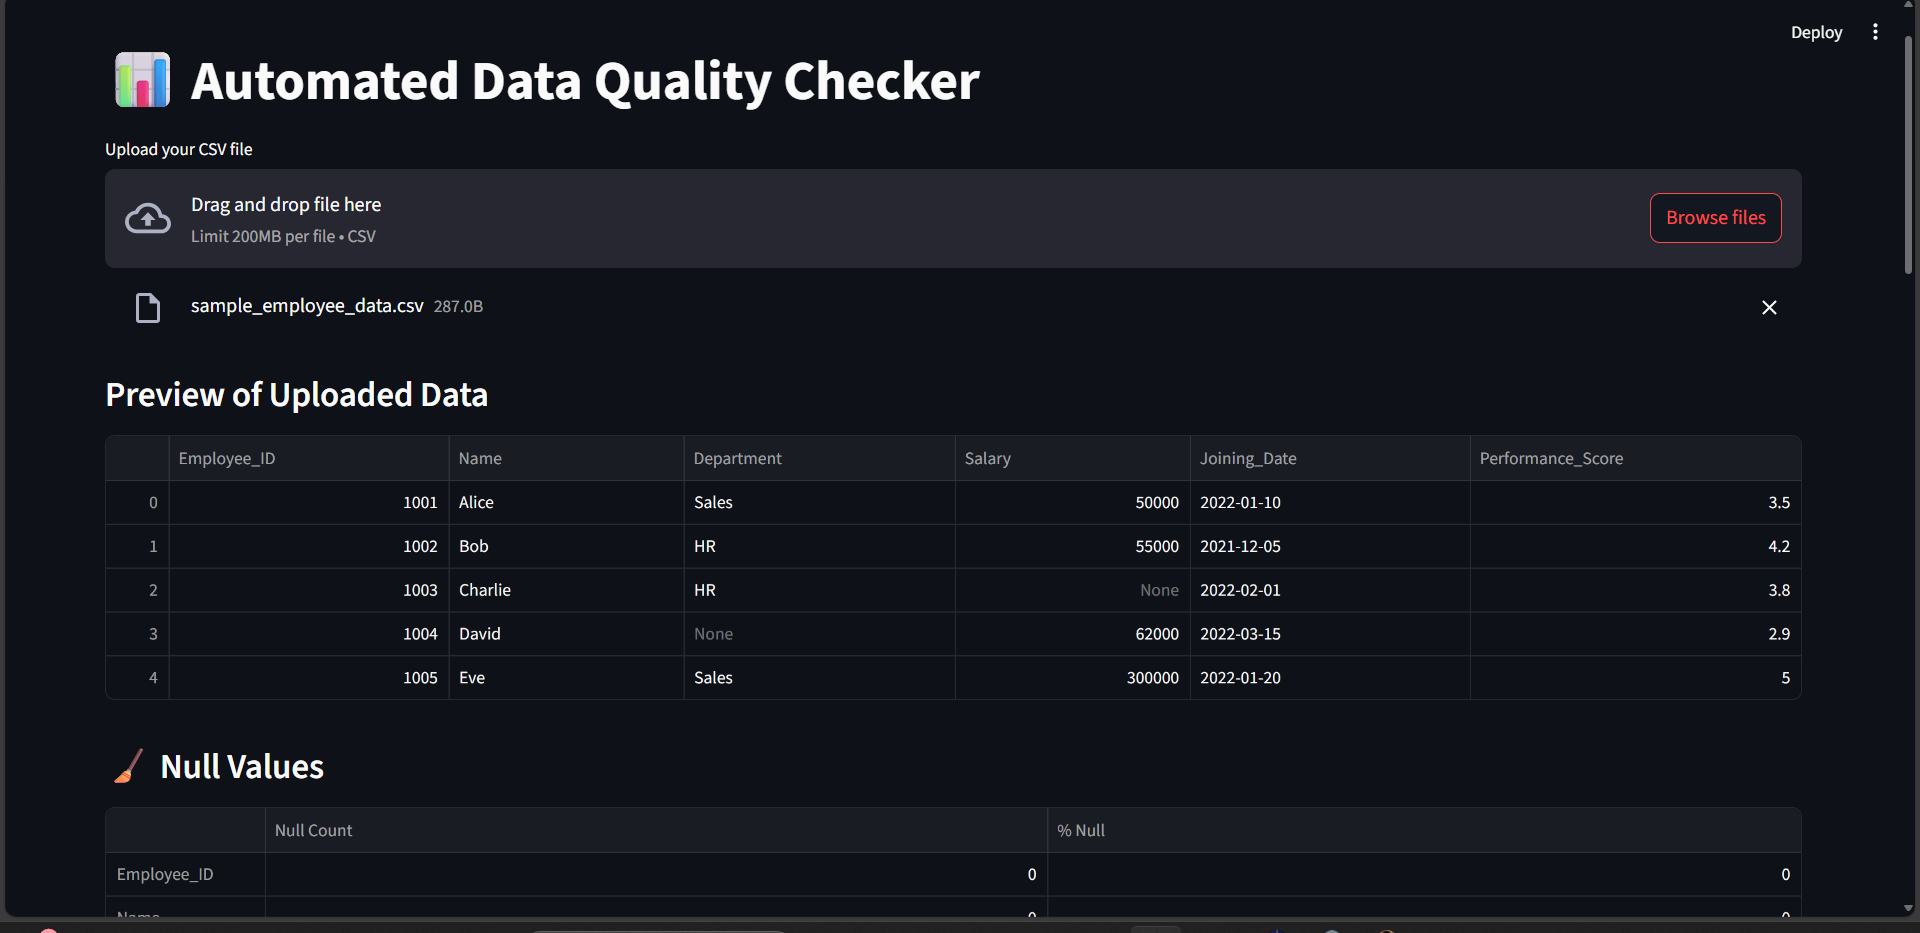 Deploy
Automated Data Quality Checker
Upload your CSV file
Drag and drop file here
Limit 200MB per file • CSV
Browse files
sample_employee_data.csv 287.0B
Preview of Uploaded Data
Employee_ID Name Department Salary Joining_Date Performance_Score
0 1001 Alice Sales 50000 2022-01-10 3.5
1 1002 Bob HR 55000 2021-12-05 4.2
2 1003 Charlie HR None 2022-02-01 3.8
3 1004 David None 62000 2022-03-15 2.9
4 1005 Eve Sales 300000 2022-01-20 5
Null Values
Null Count % Null
Employee_ID 0 0
Name 0 0